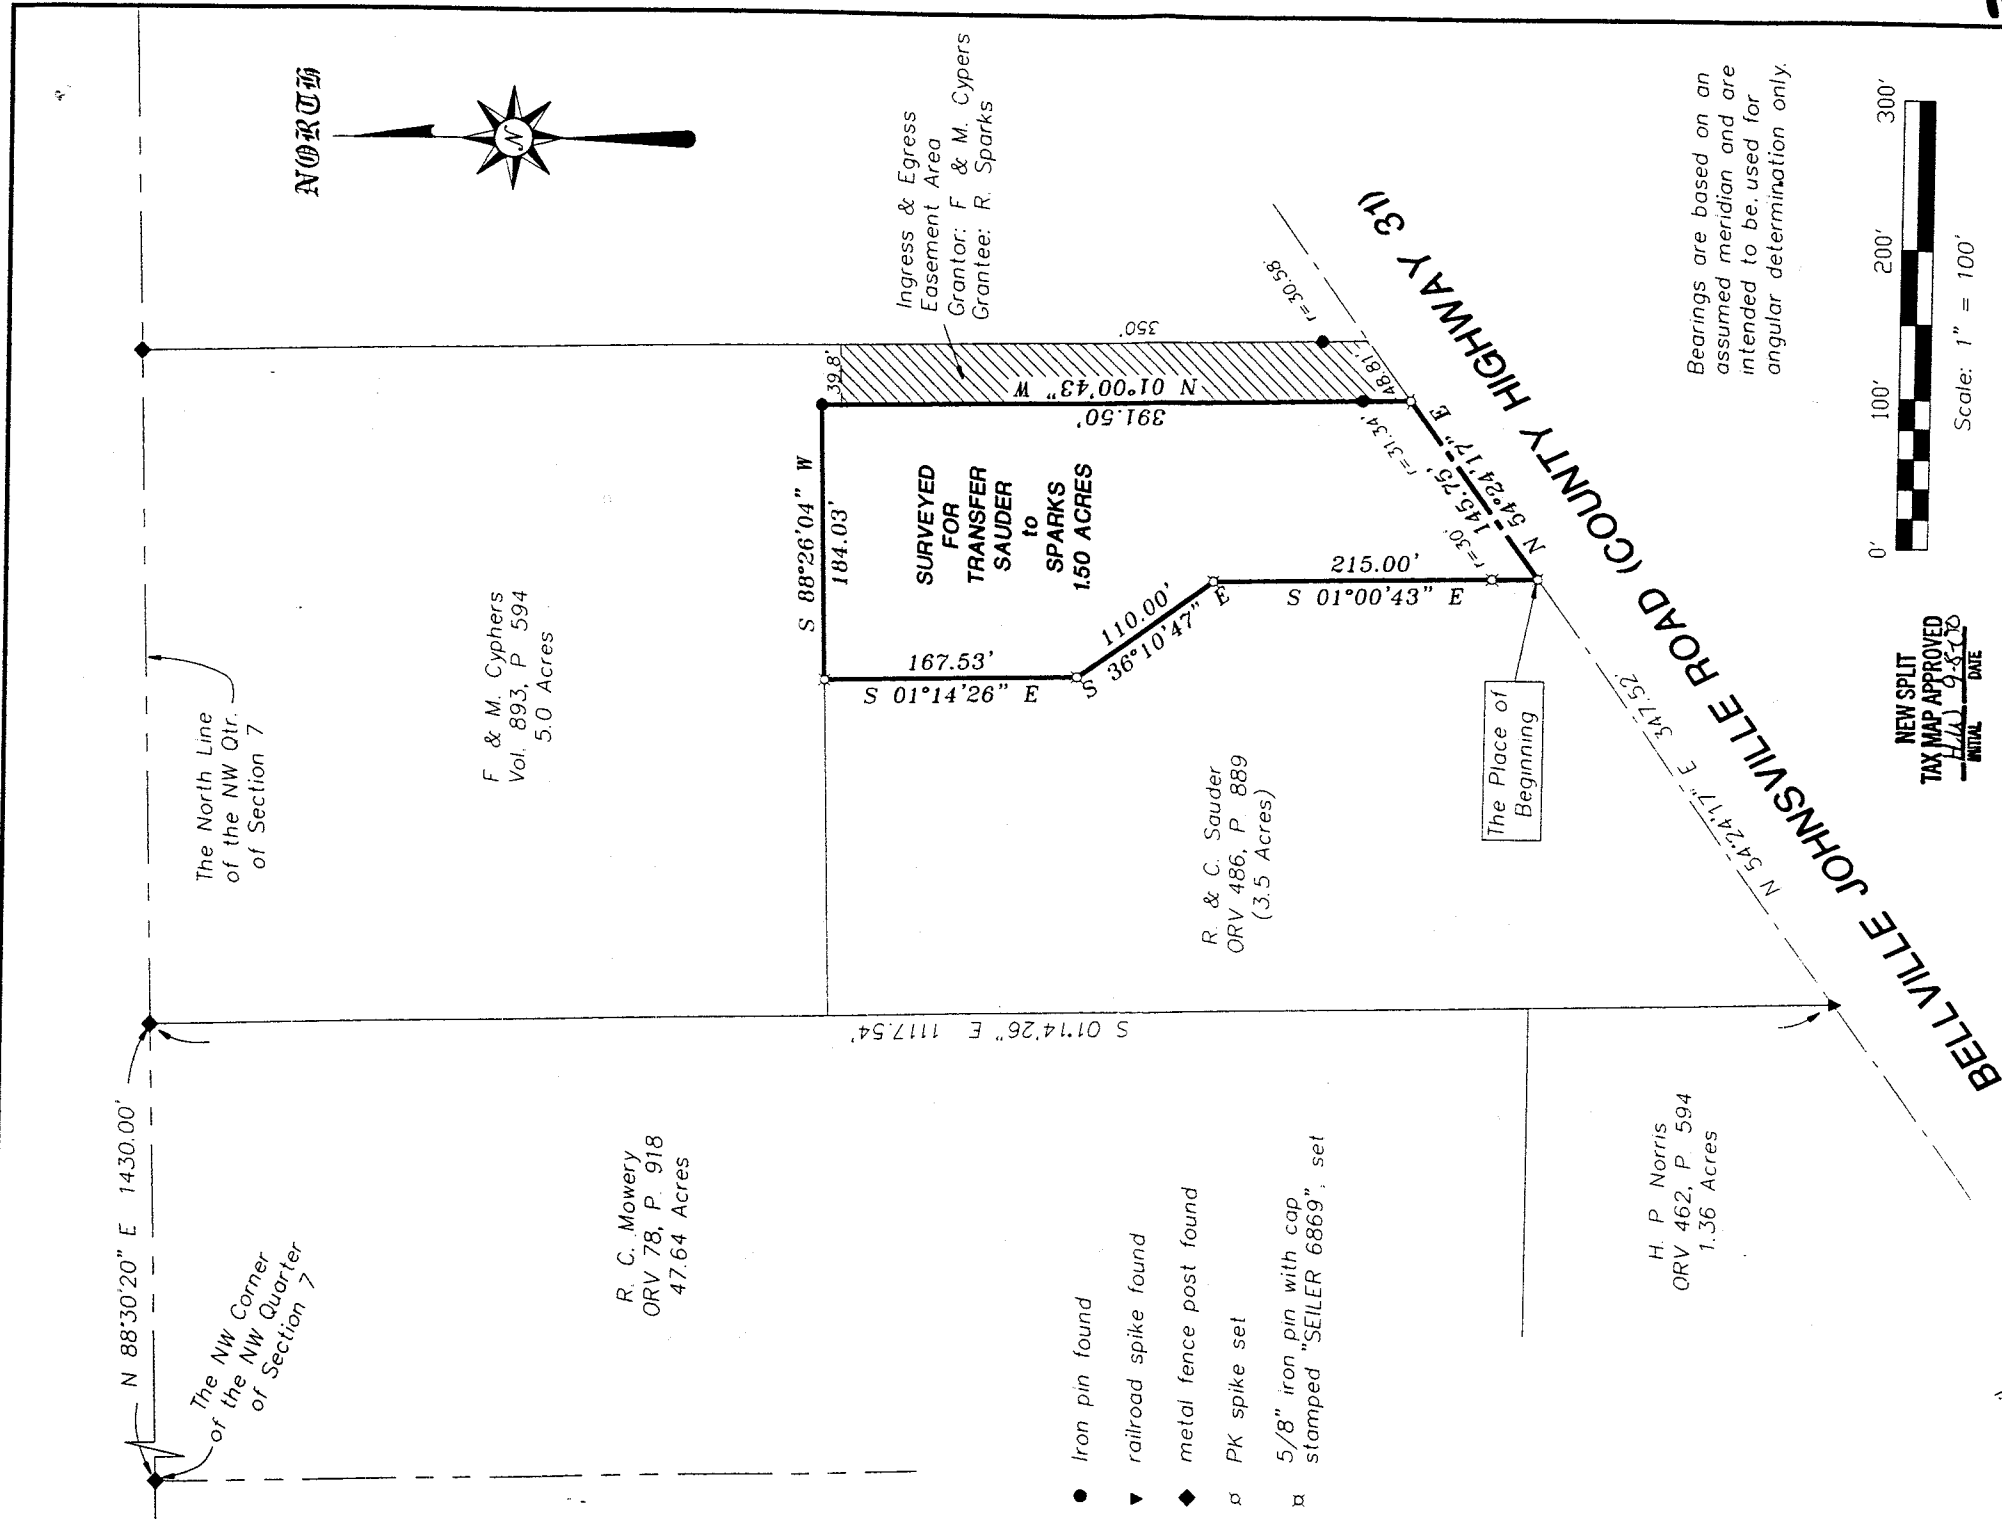 NORTH
N
The North Line
of the NW Qtr.
of Section 7
N 88°30'20" E 1430.00'
The NW Corner
of the NW Quarter
of Section 7
F & M. Cyphers
Vol. 893, P 594
5.0 Acres
Ingress & Egress
Easement Area
Grantor: F & M. Cypers
Grantee: R. Sparks
39.8'
350'
N 01°00'43" W
391.50'
S 88°26'04" W
184.03'
SURVEYED
FOR
TRANSFER
SAUDER
to
SPARKS
1.50 ACRES
167.53'
S 01°14'26" E
110.00'
S 36°10'47" E
215.00'
S 01°00'43" E
r=30.58'
48.81'
r=31.34'
145.75'
N 54°24'17" E
r=30'
The Place of
Beginning
R. & C. Sauder
ORV 486, P. 889
(3.5 Acres)
S 01°14'26" E 1117.54'
N 54°24'17" E 347.52'
BELLVILLE JOHNSVILLE ROAD (COUNTY HIGHWAY 31)
R. C. Mowery
ORV 78, P. 918
47.64 Acres
H. P Norris
ORV 462, P. 594
1.36 Acres
Iron pin found
railroad spike found
metal fence post found
PK spike set
5/8" iron pin with cap
stamped "SEILER 6869", set
Bearings are based on an
assumed meridian and are
intended to be used for
angular determination only.
0' 100' 200' 300'
Scale: 1" = 100'
NEW SPLIT
TAX MAP APPROVED
INITIAL DATE